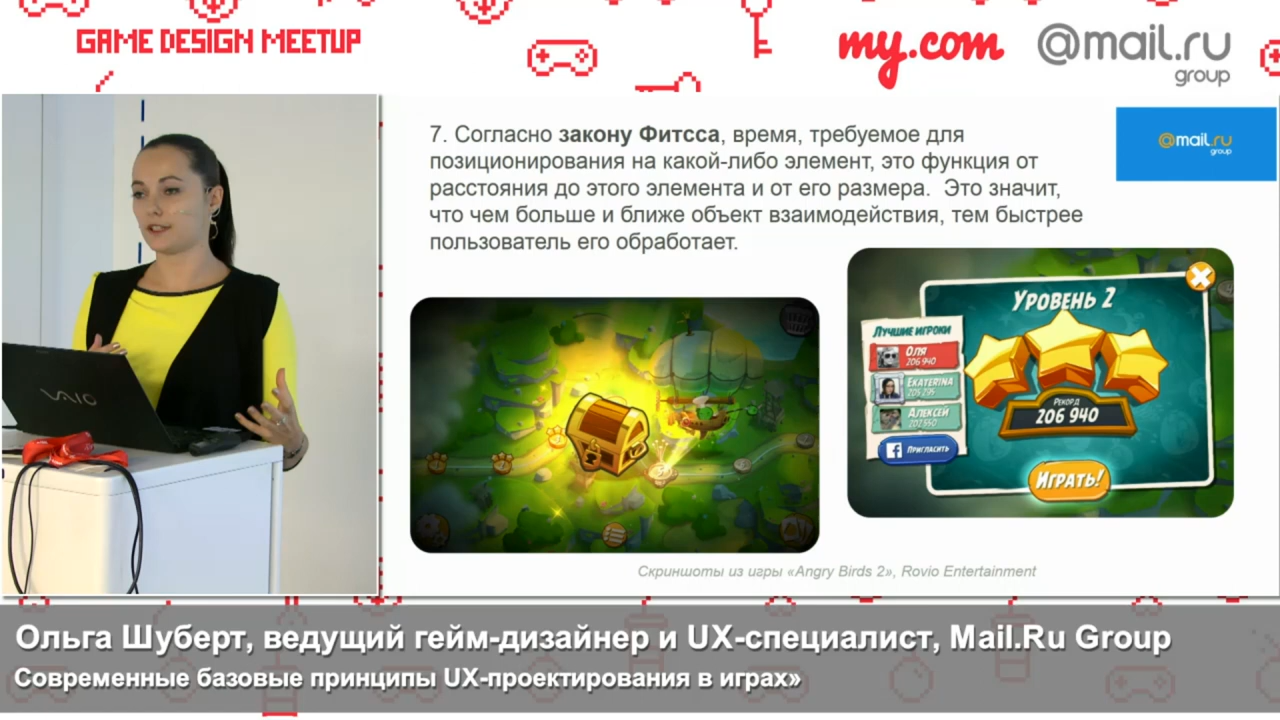 GAME DESIGN MEETUP
my.com
@mail.ru
group
@mail.ru
group
7. Согласно закону Фитсса, время, требуемое для
позиционирования на какой-либо элемент, это функция от
расстояния до этого элемента и от его размера. Это значит,
что чем больше и ближе объект взаимодействия, тем быстрее
пользователь его обработает.
VAIO
УРОВЕНЬ 2
ЛУЧШИЕ ИГРОКИ
ОЛЯ
206 940
EKATERINA
АЛЕКСЕЙ
ПРИГЛАСИТЬ
РЕКОРД
206 940
ИГРАТЬ!
Скриншоты из игры «Angry Birds 2», Rovio Entertainment
Ольга Шуберт, ведущий гейм-дизайнер и UX-специалист, Mail.Ru Group
Современные базовые принципы UX-проектирования в играх»